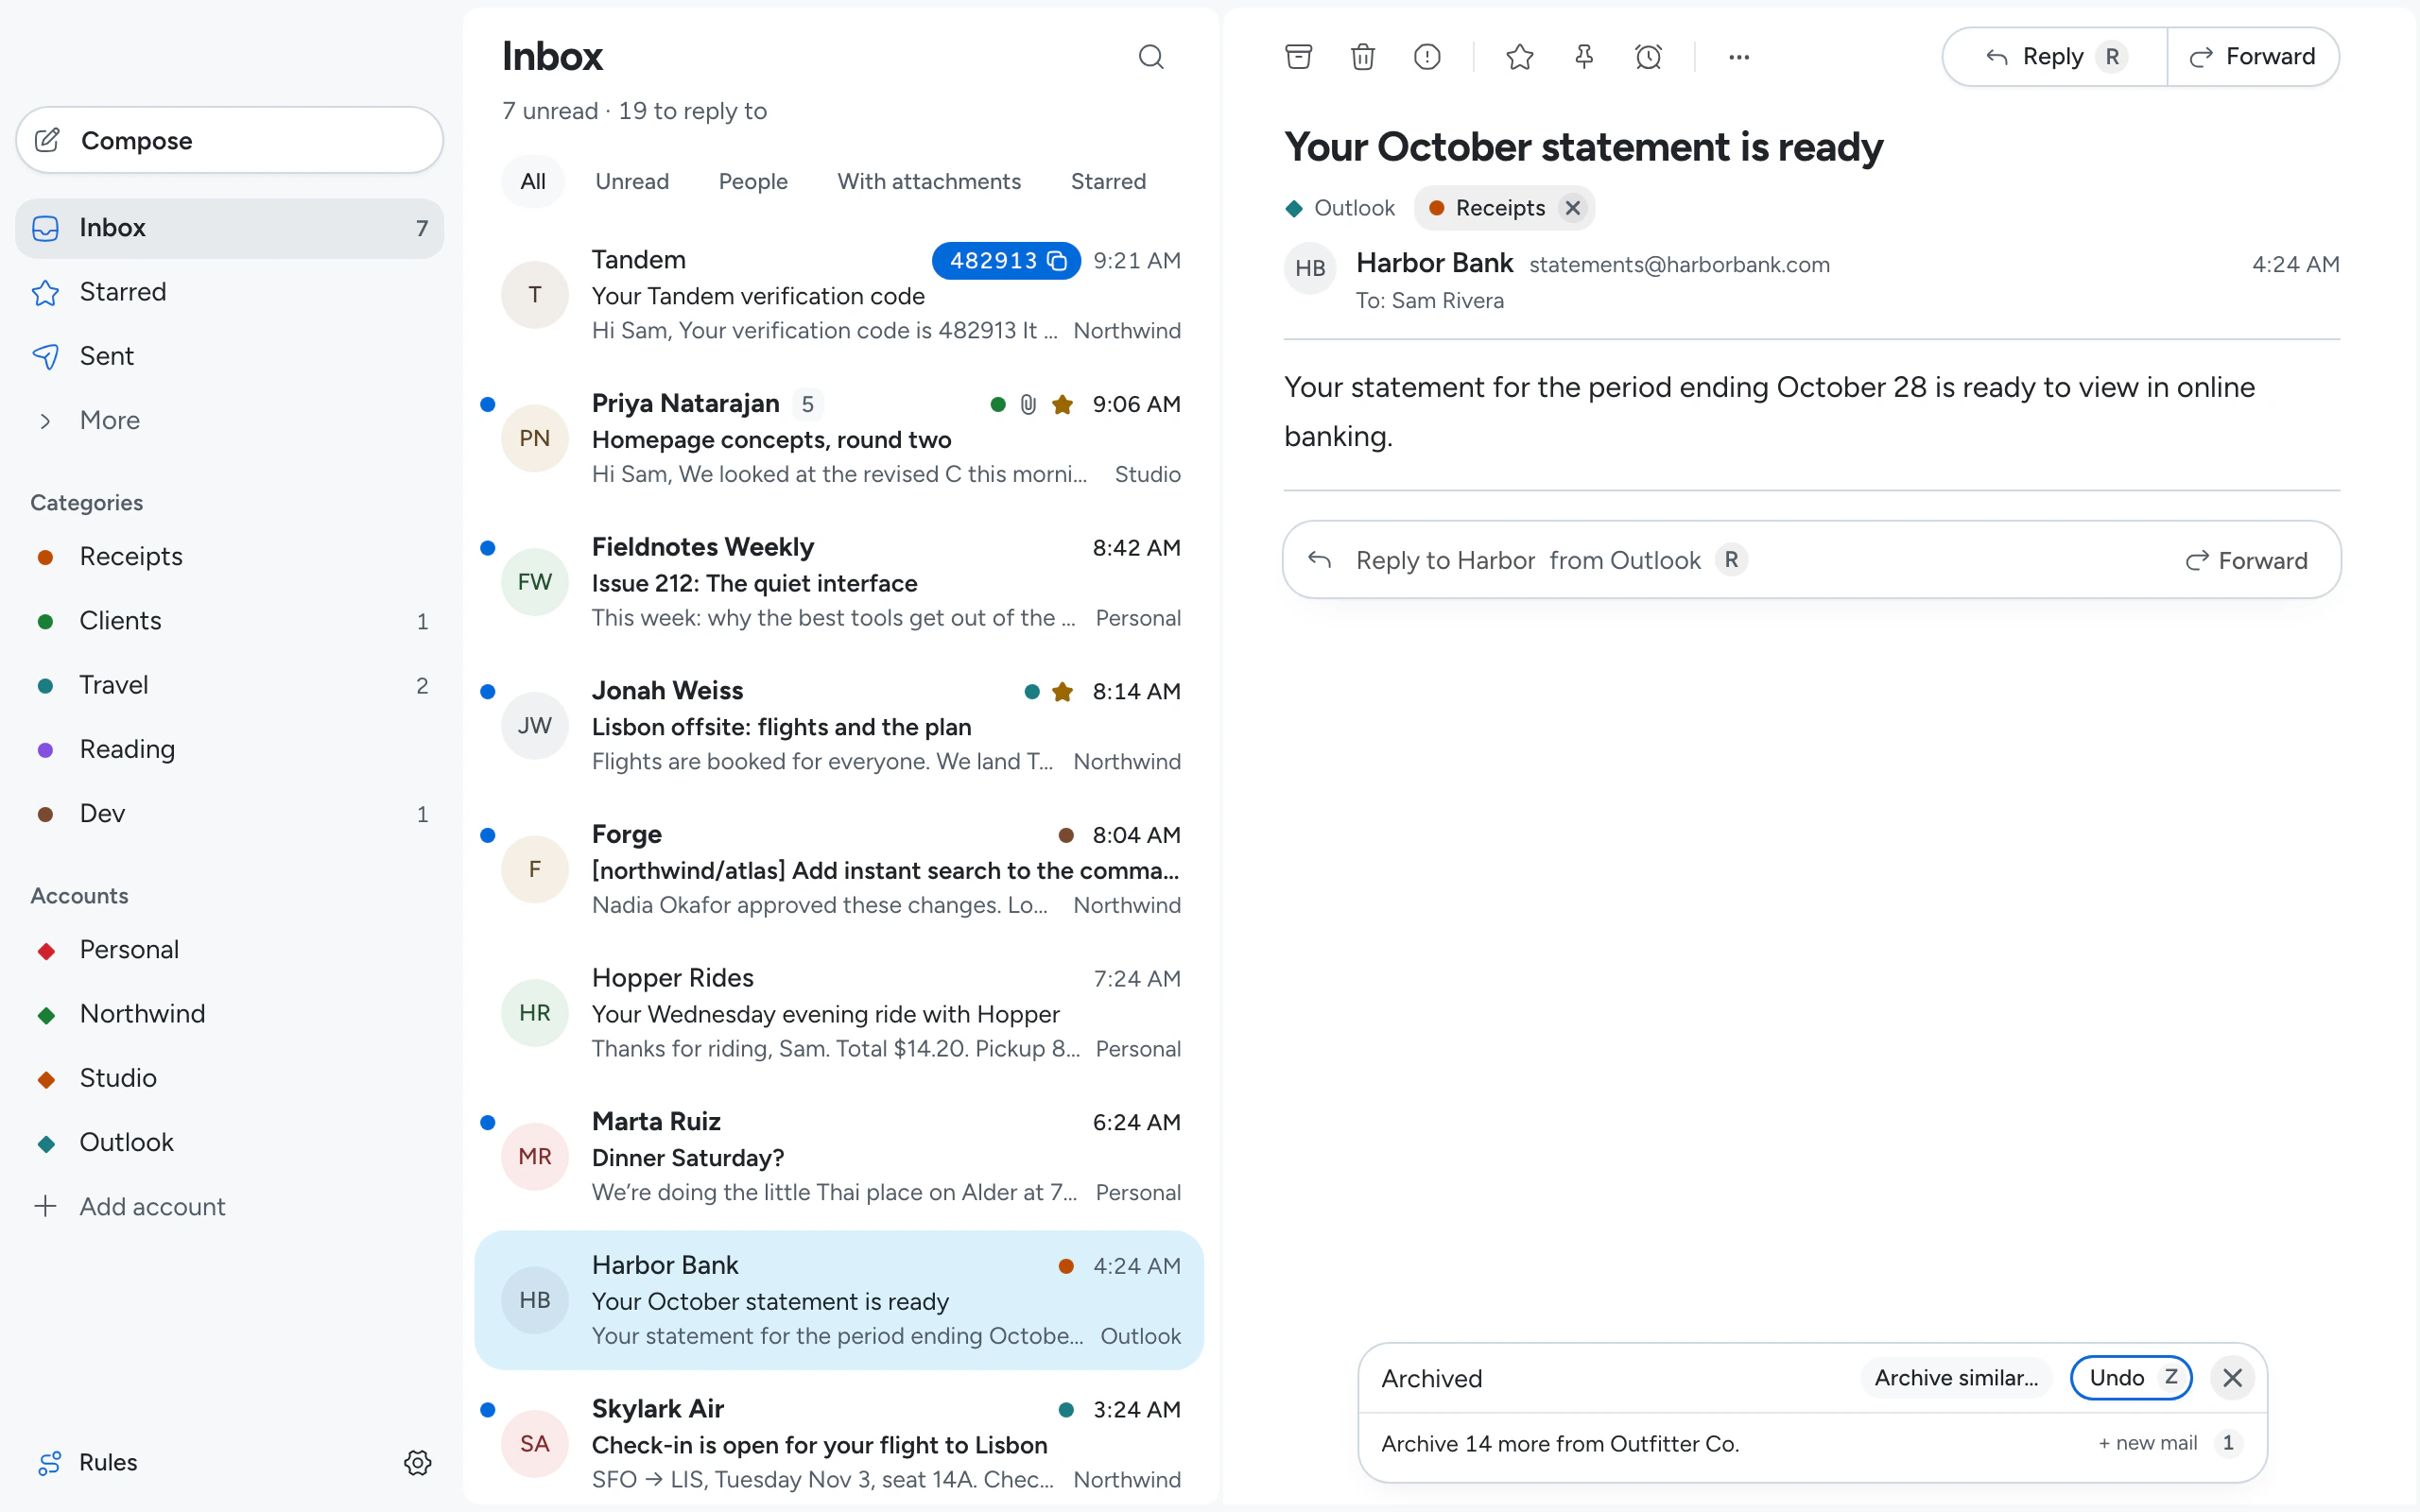 Compose
Inbox 7
Starred
Sent
More
Categories
Receipts
Clients 1
Travel 2
Reading
Dev 1
Accounts
Personal
Northwind
Studio
Outlook
Add account
Rules
Inbox
7 unread · 19 to reply to
All Unread People With attachments Starred
T Tandem 482913 9:21 AM
Your Tandem verification code
Hi Sam, Your verification code is 482913 It ... Northwind
PN Priya Natarajan 5 9:06 AM
Homepage concepts, round two
Hi Sam, We looked at the revised C this morni... Studio
FW Fieldnotes Weekly 8:42 AM
Issue 212: The quiet interface
This week: why the best tools get out of the ... Personal
JW Jonah Weiss 8:14 AM
Lisbon offsite: flights and the plan
Flights are booked for everyone. We land T... Northwind
F Forge 8:04 AM
[northwind/atlas] Add instant search to the comma...
Nadia Okafor approved these changes. Lo... Northwind
HR Hopper Rides 7:24 AM
Your Wednesday evening ride with Hopper
Thanks for riding, Sam. Total $14.20. Pickup 8... Personal
MR Marta Ruiz 6:24 AM
Dinner Saturday?
We’re doing the little Thai place on Alder at 7... Personal
HB Harbor Bank 4:24 AM
Your October statement is ready
Your statement for the period ending Octobe... Outlook
SA Skylark Air 3:24 AM
Check-in is open for your flight to Lisbon
SFO → LIS, Tuesday Nov 3, seat 14A. Chec... Northwind
Reply R Forward
Your October statement is ready
Outlook Receipts
HB Harbor Bank statements@harborbank.com 4:24 AM
To: Sam Rivera
Your statement for the period ending October 28 is ready to view in online
banking.
Reply to Harbor from Outlook R Forward
Archived Archive similar... Undo Z
Archive 14 more from Outfitter Co. + new mail 1